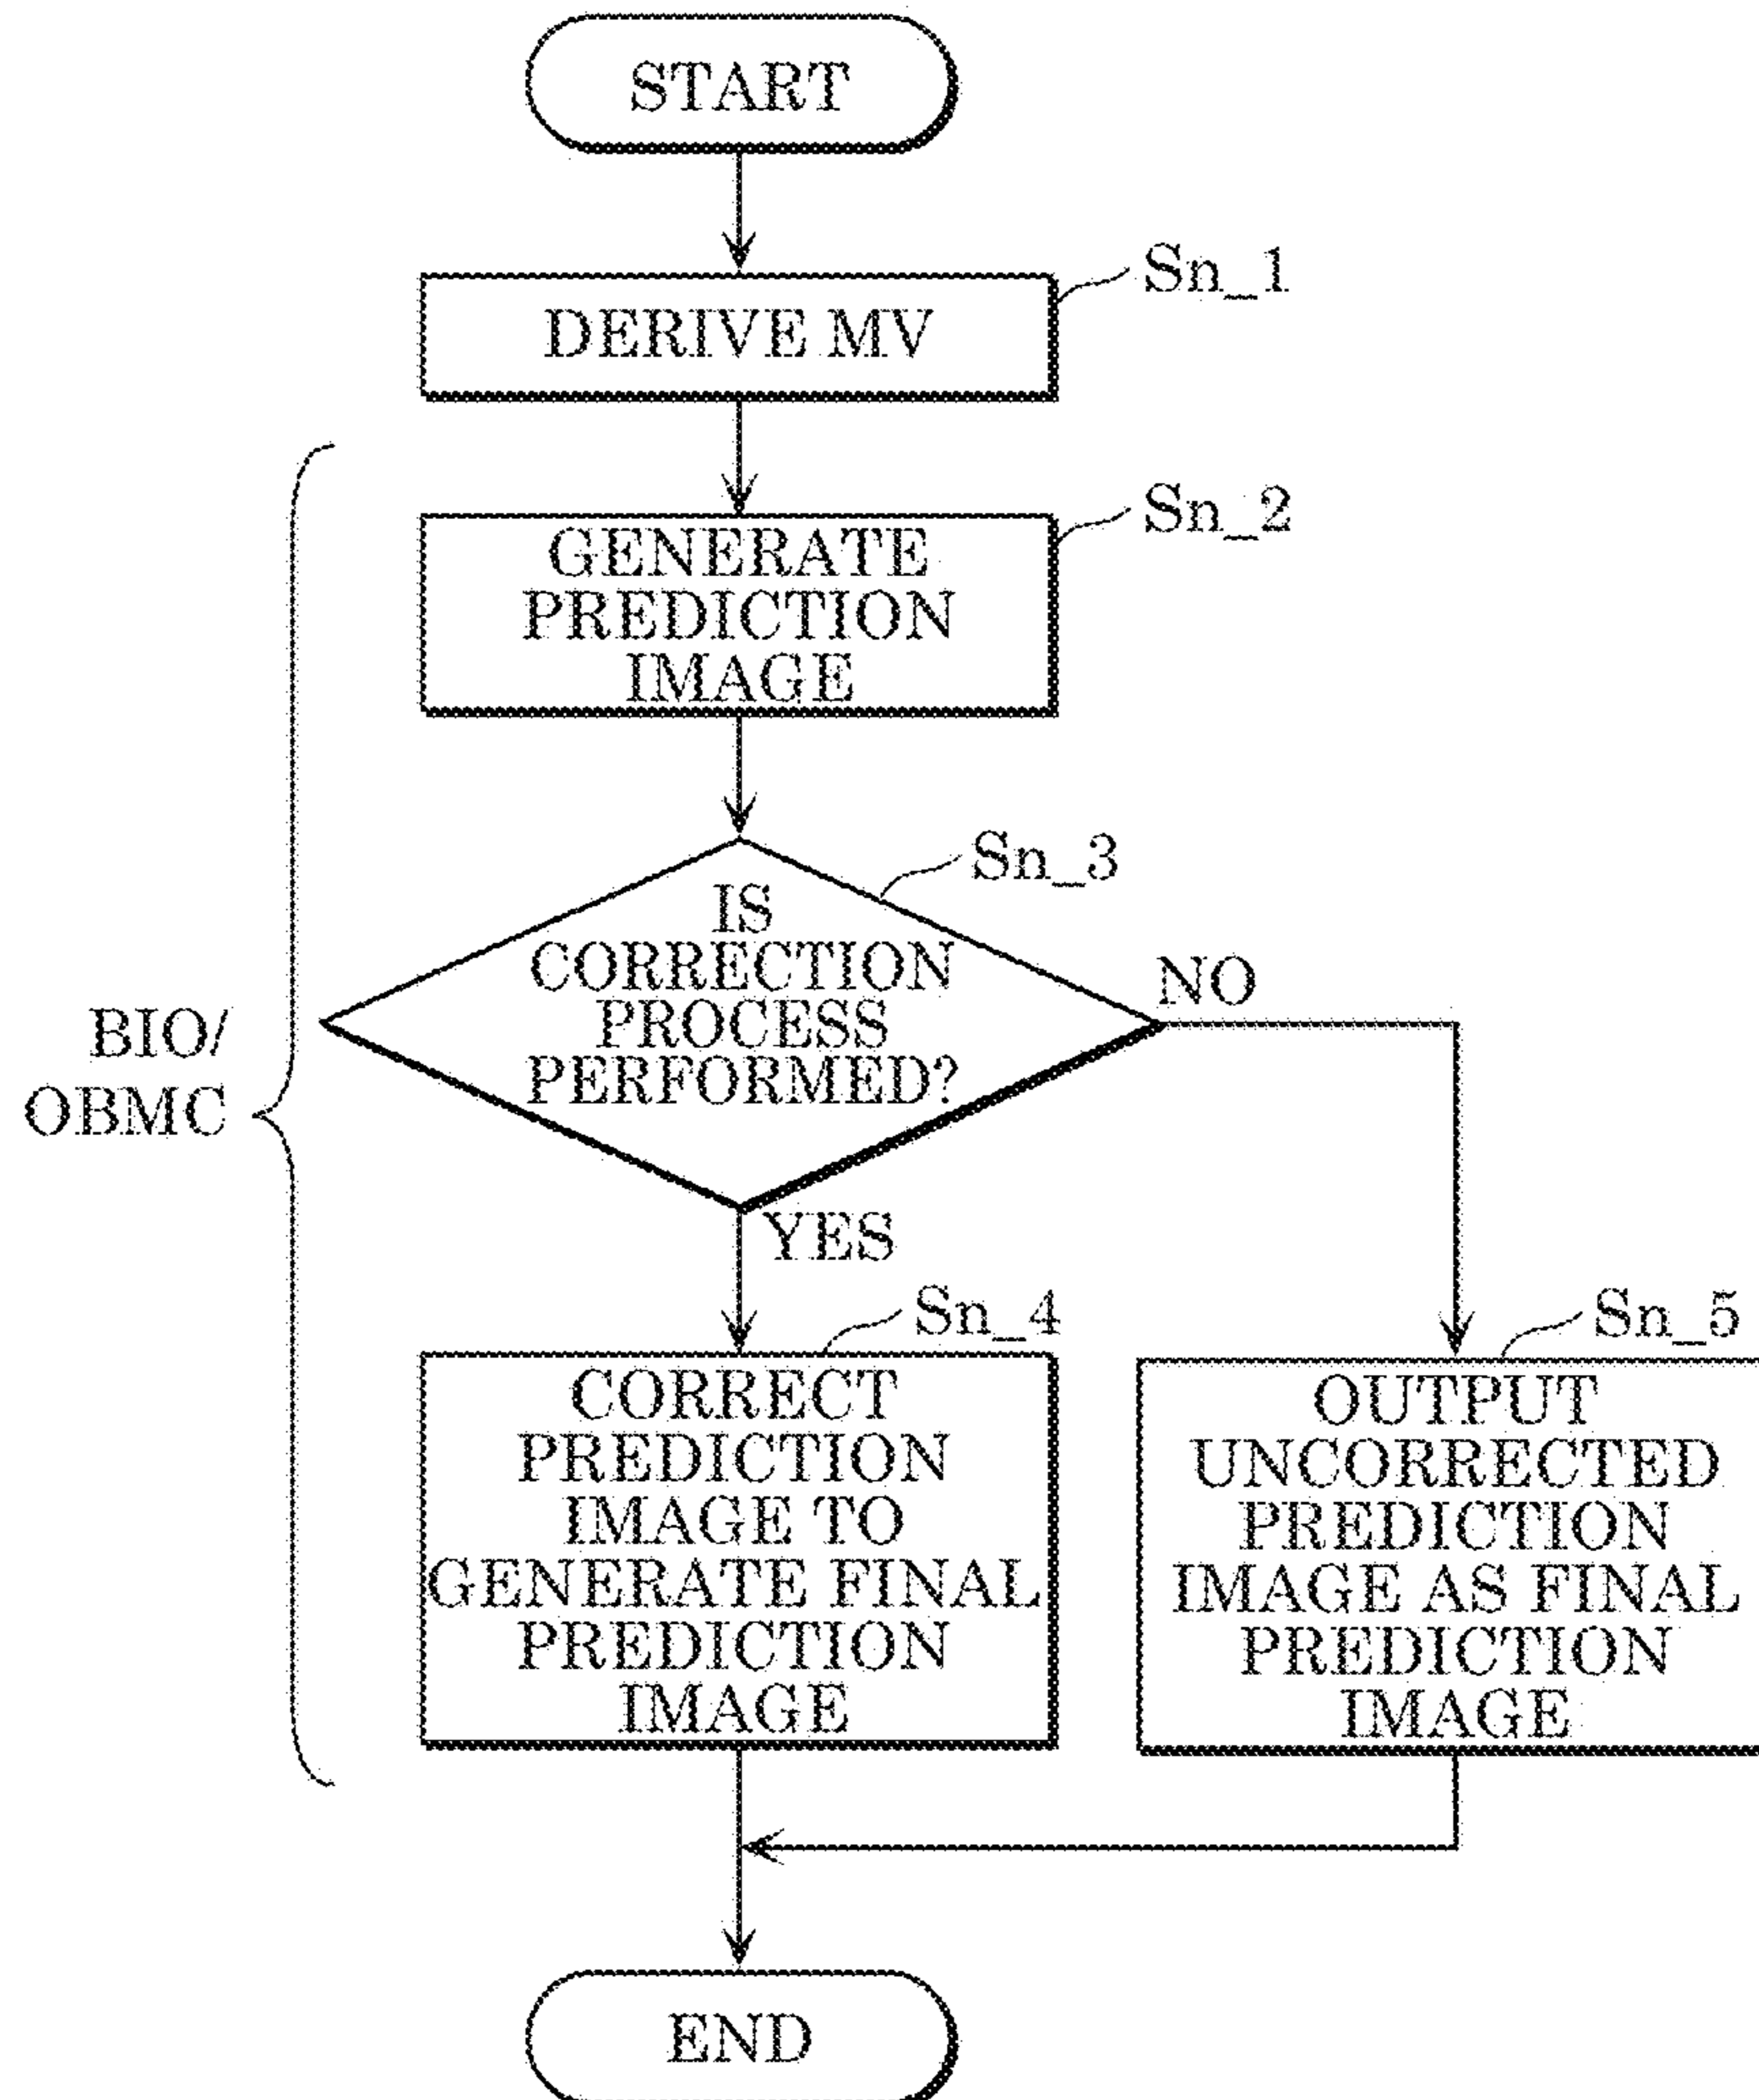 START
Sn_1
DERIVE MV
Sn_2
GENERATE
PREDICTION
IMAGE
Sn_3
IS
CORRECTION
PROCESS
PERFORMED?
NO
BIO/
OBMC
YES
Sn_4
CORRECT
PREDICTION
IMAGE TO
GENERATE FINAL
PREDICTION
IMAGE
Sn_5
OUTPUT
UNCORRECTED
PREDICTION
IMAGE AS FINAL
PREDICTION
IMAGE
END